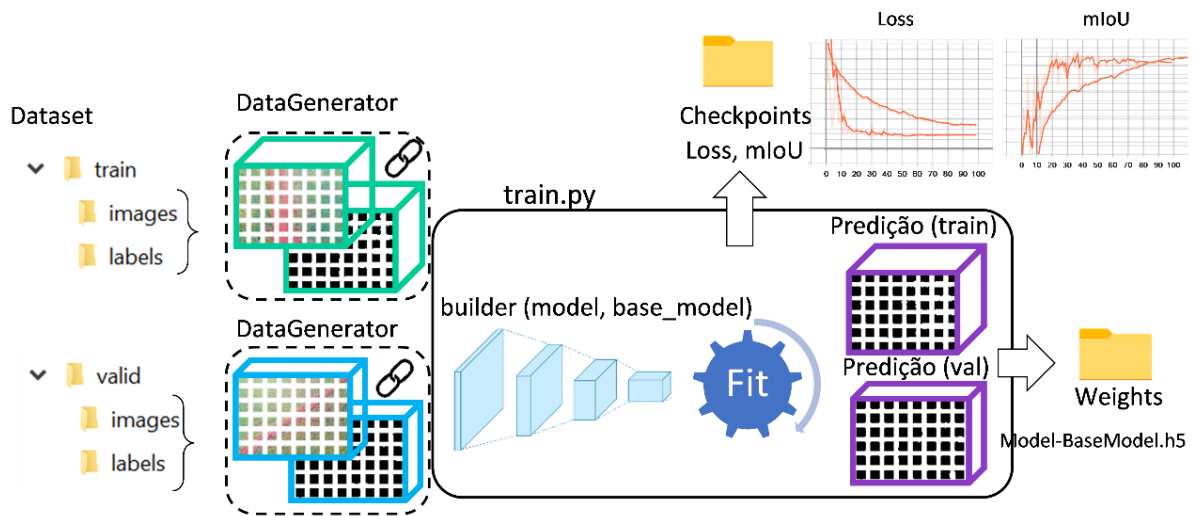 Dataset
train
images
labels
valid
images
labels
DataGenerator
DataGenerator
train.py
builder (model, base_model)
Fit
Predição (train)
Predição (val)
Checkpoints
Loss, mIoU
Loss
0 10 20 30 40 50 60 70 80 90 100
mIoU
0 10 20 30 40 50 60 70 80 90 100
Weights
Model-BaseModel.h5